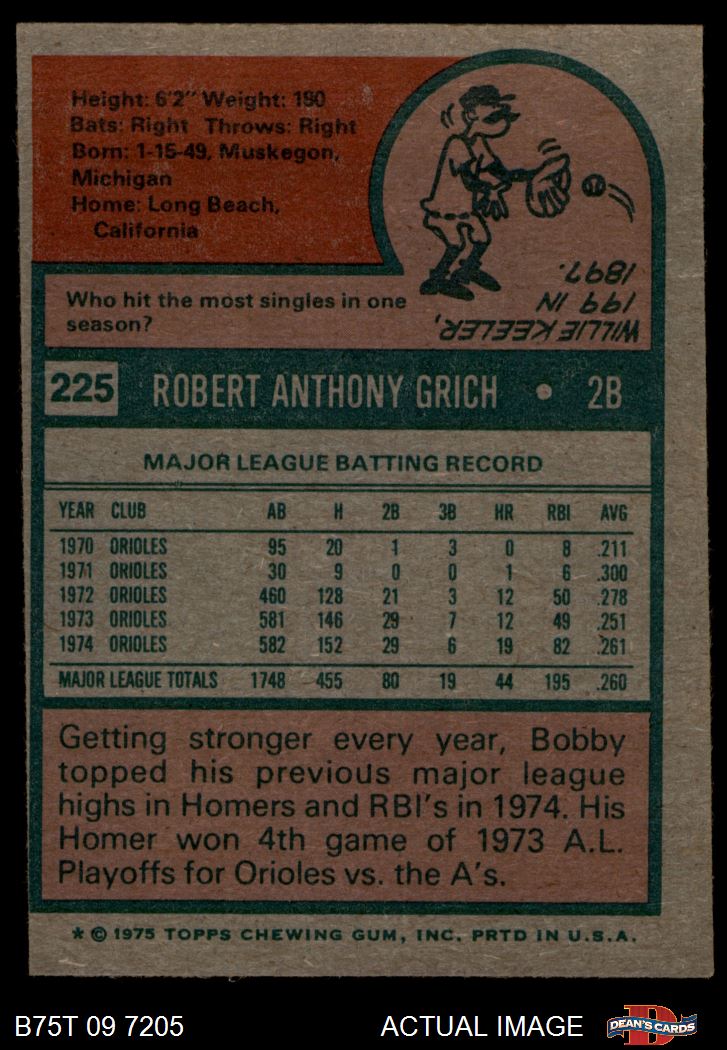 Height: 6'2" Weight: 190
Bats: Right Throws: Right
Born: 1-15-49, Muskegon,
Michigan
Home: Long Beach,
California
Who hit the most singles in one
season?
WILLIE KEELER,
199 IN
1897.
225 ROBERT ANTHONY GRICH • 2B
MAJOR LEAGUE BATTING RECORD
YEAR CLUB AB H 2B 3B HR RBI AVG
1970 ORIOLES 95 20 1 3 0 8 .211
1971 ORIOLES 30 9 0 0 1 6 .300
1972 ORIOLES 460 128 21 3 12 50 .278
1973 ORIOLES 581 146 29 7 12 49 .251
1974 ORIOLES 582 152 29 6 19 82 .261
MAJOR LEAGUE TOTALS 1748 455 80 19 44 195 .260
Getting stronger every year, Bobby
topped his previous major league
highs in Homers and RBI's in 1974. His
Homer won 4th game of 1973 A.L.
Playoffs for Orioles vs. the A's.
* © 1975 TOPPS CHEWING GUM, INC. PRTD IN U.S.A.
B75T 09 7205 ACTUAL IMAGE D DEAN'S CARDS